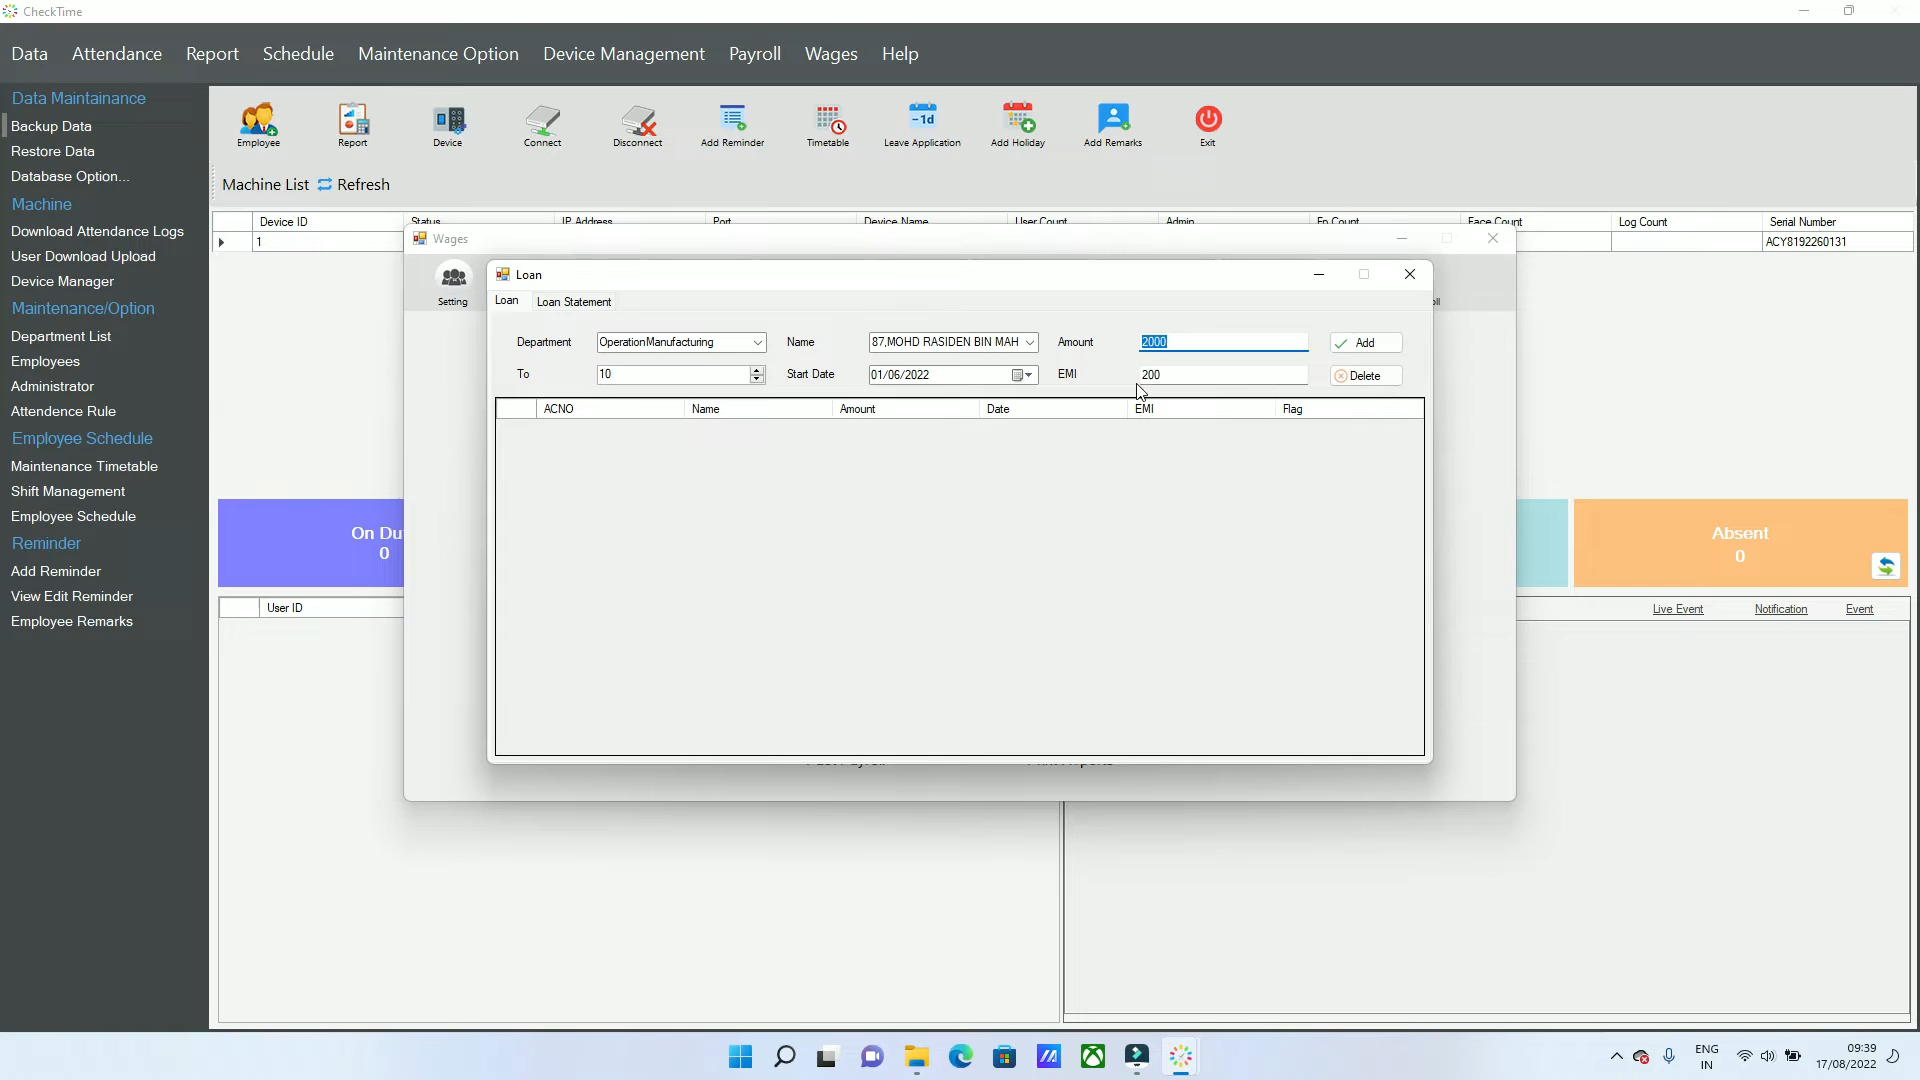 CheckTime
Data Attendance Report Schedule Maintenance Option Device Management Payroll Wages Help
Data Maintainance
Backup Data
Restore Data
Database Option...
Machine
Download Attendance Logs
User Download Upload
Device Manager
Maintenance/Option
Department List
Employees
Administrator
Attendence Rule
Employee Schedule
Maintenance Timetable
Shift Management
Employee Schedule
Reminder
Add Reminder
View Edit Reminder
Employee Remarks
Employee Report Device Connect Disconnect Add Reminder Timetable -1d Leave Application Add Holiday Add Remarks Exit
Machine List Refresh
Device ID Status IP Address Port Device Name User Count Admin Fp Count Face Count Log Count Serial Number
1 ACY8192260131
Wages
Setting
Loan
Loan Loan Statement
Department OperationManufacturing Name 87,MOHD RASIDEN BIN MAH Amount 2000 Add
To 10 Start Date 01/06/2022 EMI 200 Delete
ACNO Name Amount Date EMI Flag
On Du
0
Absent
0
User ID
Live Event Notification Event
ENG
IN
09:39
17/08/2022